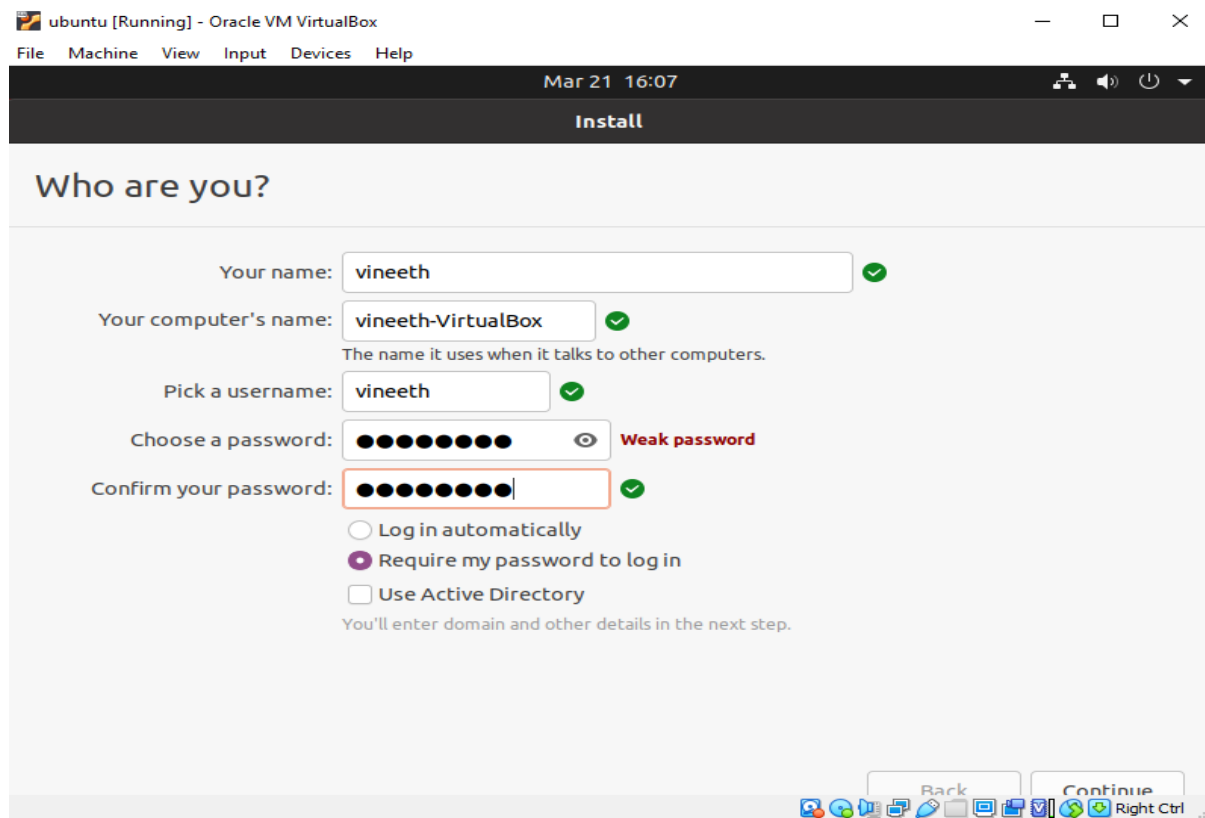 ubuntu [Running] - Oracle VM VirtualBox
File Machine View Input Devices Help
Mar 21 16:07
Install
Who are you?
Your name: vineeth
Your computer's name: vineeth-VirtualBox
The name it uses when it talks to other computers.
Pick a username: vineeth
Choose a password: ●●●●●●●● Weak password
Confirm your password: ●●●●●●●●
Log in automatically
Require my password to log in
Use Active Directory
You'll enter domain and other details in the next step.
Back Continue
Right Ctrl